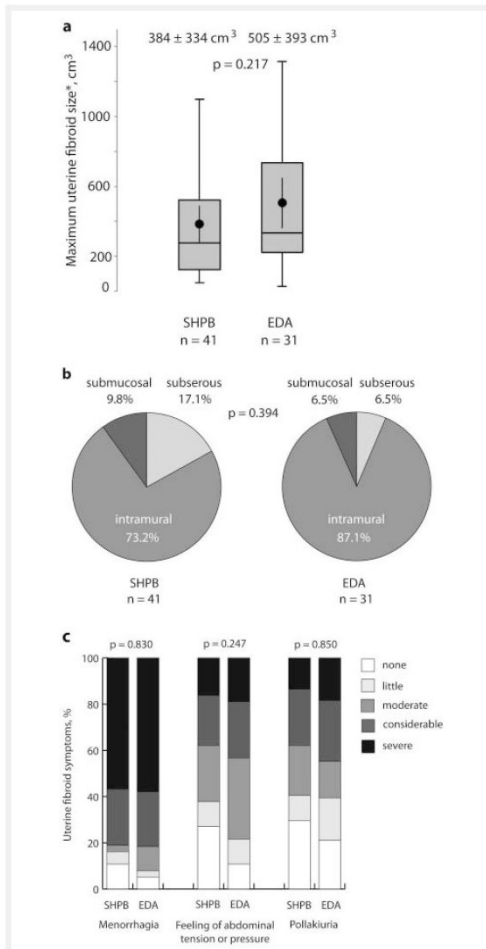 a
384 ± 334 cm³ 505 ± 393 cm³
p = 0.217
Maximum uterine fibroid size*, cm³
1400
1000
600
200
0
SHPB EDA
n = 41 n = 31
b
submucosal subserous submucosal subserous
9.8% 17.1% 6.5% 6.5%
p = 0.394
intramural intramural
73.2% 87.1%
SHPB EDA
n = 41 n = 31
c
p = 0.830 p = 0.247 p = 0.850
Uterine fibroid symptoms, %
100
80
60
40
20
0
none
little
moderate
considerable
severe
SHPB EDA SHPB EDA SHPB EDA
Menorrhagia Feeling of abdominal Pollakiuria
tension or pressure